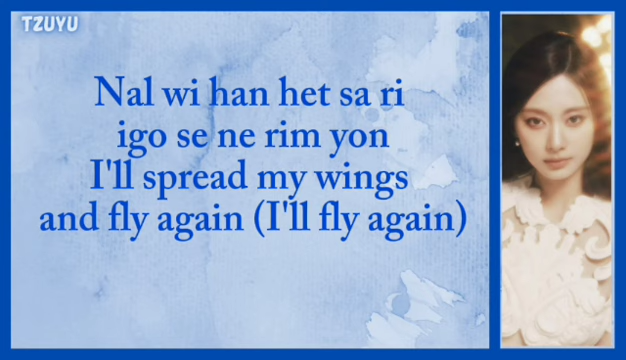 TZUYU
Nal wi han het sa ri
igo se ne rim yon
I'll spread my wings
and fly again (I'll fly again)